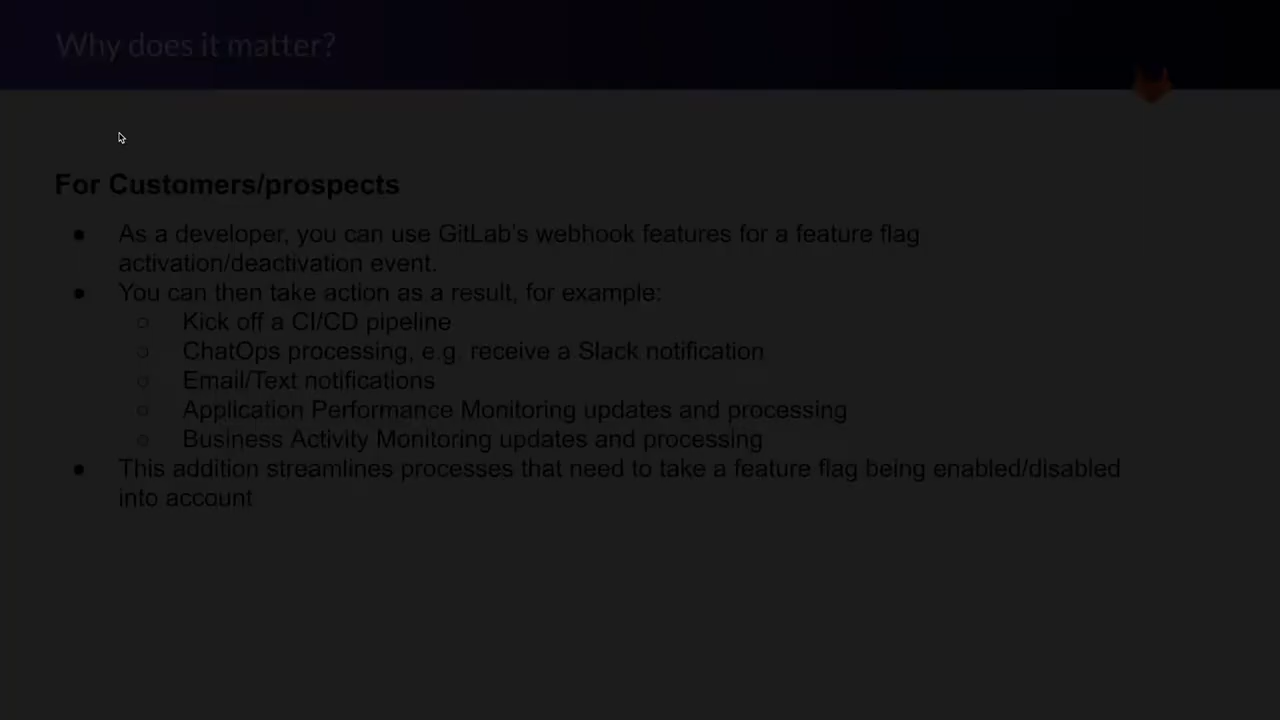 Why does it matter?
For Customers/prospects
● As a developer, you can use GitLab's webhook features for a feature flag
activation/deactivation event.
● You can then take action as a result, for example:
○ Kick off a CI/CD pipeline
○ ChatOps processing, e.g. receive a Slack notification
○ Email/Text notifications
○ Application Performance Monitoring updates and processing
○ Business Activity Monitoring updates and processing
● This addition streamlines processes that need to take a feature flag being enabled/disabled
into account